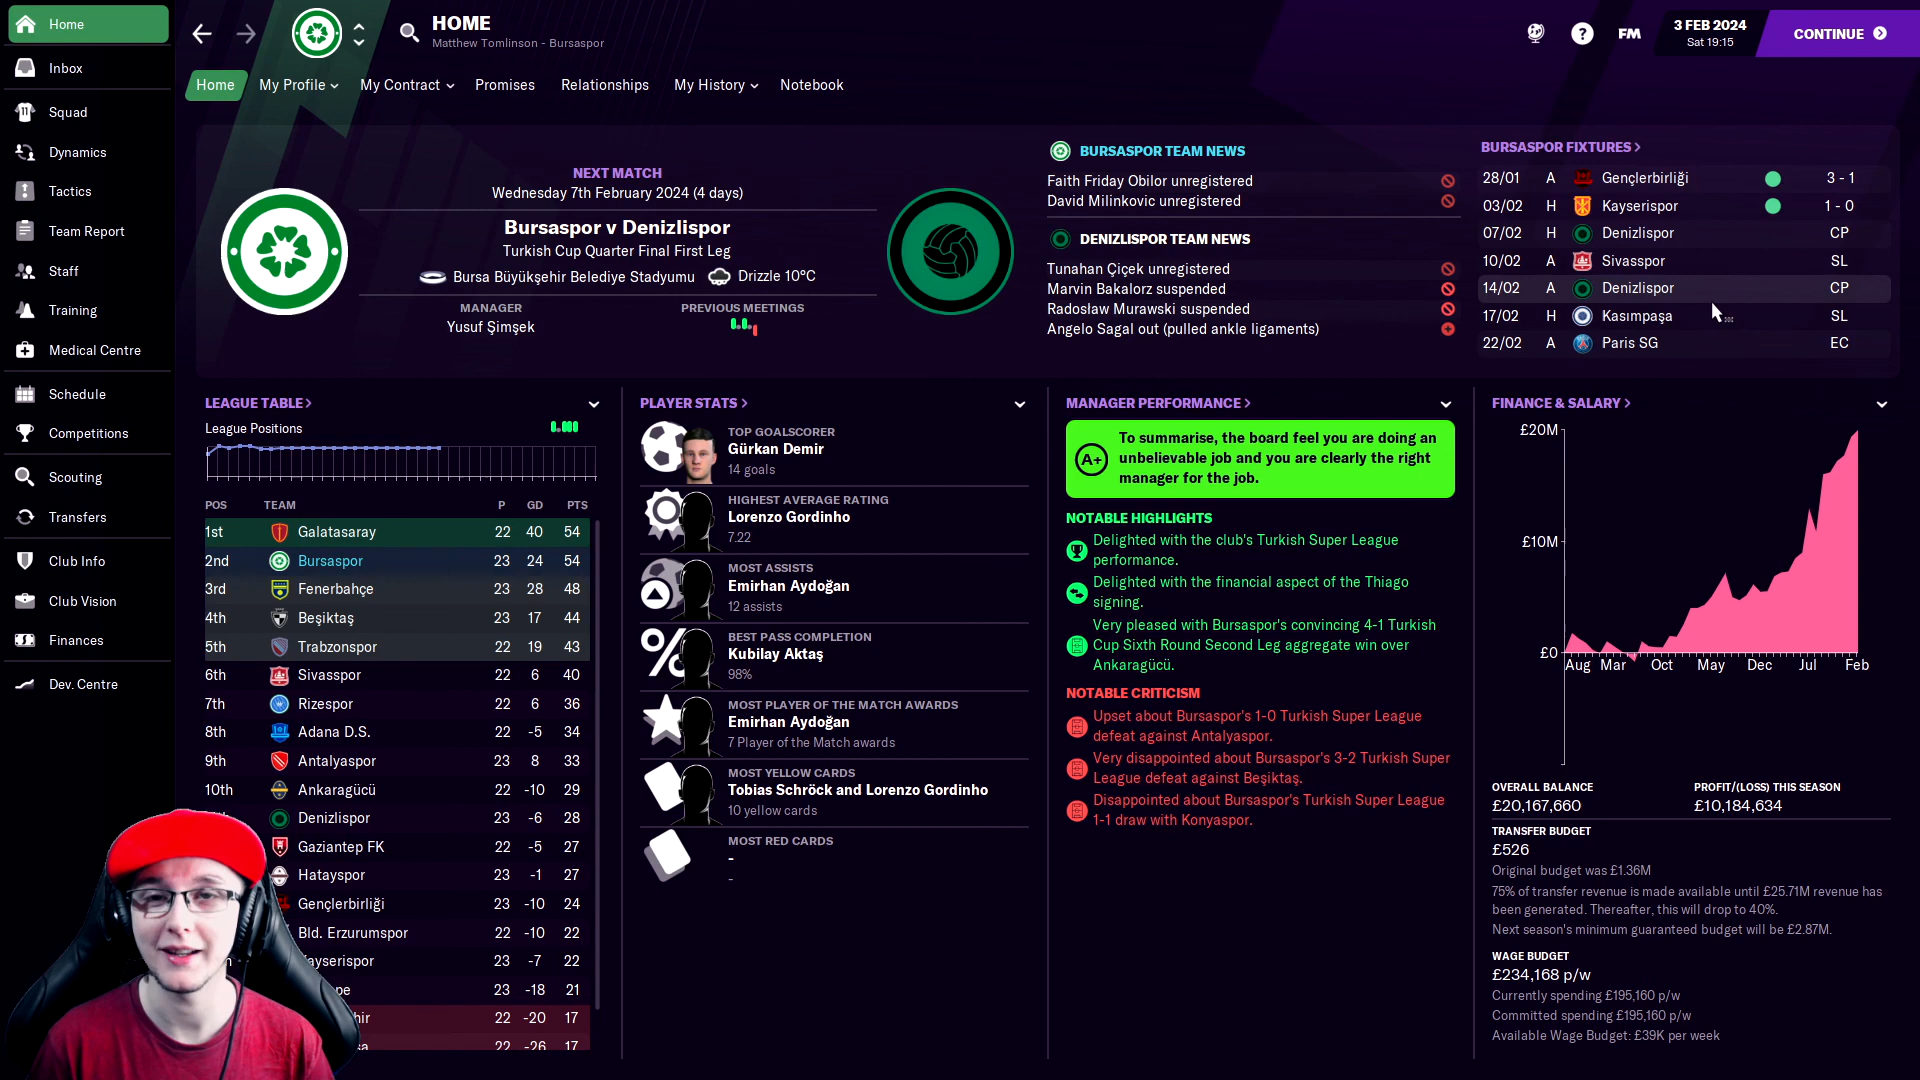 Home
Inbox
Squad
Dynamics
Tactics
Team Report
Staff
Training
Medical Centre
Schedule
Competitions
Scouting
Transfers
Club Info
Club Vision
Finances
Dev. Centre
HOME
Matthew Tomlinson - Bursaspor
FM
3 FEB 2024
Sat 19:15
CONTINUE
Home
My Profile
My Contract
Promises
Relationships
My History
Notebook
NEXT MATCH
Wednesday 7th February 2024 (4 days)
Bursaspor v Denizlispor
Turkish Cup Quarter Final First Leg
Bursa Büyükşehir Belediye Stadyumu Drizzle 10°C
MANAGER
Yusuf Şimşek
PREVIOUS MEETINGS
BURSASPOR TEAM NEWS
Faith Friday Obilor unregistered
David Milinkovic unregistered
DENIZLISPOR TEAM NEWS
Tunahan Çiçek unregistered
Marvin Bakalorz suspended
Radoslaw Murawski suspended
Angelo Sagal out (pulled ankle ligaments)
BURSASPOR FIXTURES >
28/01 A Gençlerbirliği 3 - 1
03/02 H Kayserispor 1 - 0
07/02 H Denizlispor CP
10/02 A Sivasspor SL
14/02 A Denizlispor CP
17/02 H Kasımpaşa SL
22/02 A Paris SG EC
LEAGUE TABLE >
League Positions
POS TEAM P GD PTS
1st Galatasaray 22 40 54
2nd Bursaspor 23 24 54
3rd Fenerbahçe 23 28 48
4th Beşiktaş 23 17 44
5th Trabzonspor 22 19 43
6th Sivasspor 22 6 40
7th Rizespor 22 6 36
8th Adana D.S. 22 -5 34
9th Antalyaspor 23 8 33
10th Ankaragücü 22 -10 29
Denizlispor 22 -6 28
Gaziantep FK 22 -5 27
Hatayspor 23 -1 27
Gençlerbirliği 23 -10 24
Bld. Erzurumspor 22 -10 22
ayserispor 23 -7 22
pe 23 -18 21
hir 22 -20 17
sa 22 -26 17
PLAYER STATS >
TOP GOALSCORER
Gürkan Demir
14 goals
HIGHEST AVERAGE RATING
Lorenzo Gordinho
7.22
MOST ASSISTS
Emirhan Aydoğan
12 assists
BEST PASS COMPLETION
Kubilay Aktaş
98%
MOST PLAYER OF THE MATCH AWARDS
Emirhan Aydoğan
7 Player of the Match awards
MOST YELLOW CARDS
Tobias Schröck and Lorenzo Gordinho
10 yellow cards
MOST RED CARDS
-
-
MANAGER PERFORMANCE >
A+
To summarise, the board feel you are doing an
unbelievable job and you are clearly the right
manager for the job.
NOTABLE HIGHLIGHTS
Delighted with the club's Turkish Super League
performance.
Delighted with the financial aspect of the Thiago
signing.
Very pleased with Bursaspor's convincing 4-1 Turkish
Cup Sixth Round Second Leg aggregate win over
Ankaragücü.
NOTABLE CRITICISM
Upset about Bursaspor's 1-0 Turkish Super League
defeat against Antalyaspor.
Very disappointed about Bursaspor's 3-2 Turkish Super
League defeat against Beşiktaş.
Disappointed about Bursaspor's Turkish Super League
1-1 draw with Konyaspor.
FINANCE & SALARY >
£20M
£10M
£0
Aug Mar Oct May Dec Jul Feb
OVERALL BALANCE
£20,167,660
PROFIT/(LOSS) THIS SEASON
£10,184,634
TRANSFER BUDGET
£526
Original budget was £1.36M
75% of transfer revenue is made available until £25.71M revenue has
been generated. Thereafter, this will drop to 40%.
Next season's minimum guaranteed budget will be £2.87M.
WAGE BUDGET
£234,168 p/w
Currently spending £195,160 p/w
Committed spending £195,160 p/w
Available Wage Budget: £39K per week